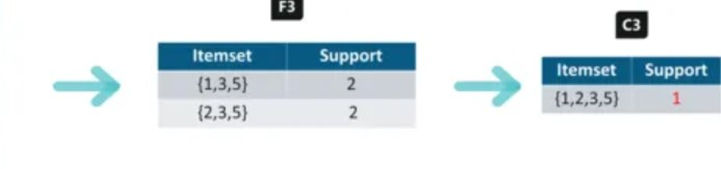 F3
Itemset Support
{1,3,5} 2
{2,3,5} 2
C3
Itemset Support
{1,2,3,5} 1